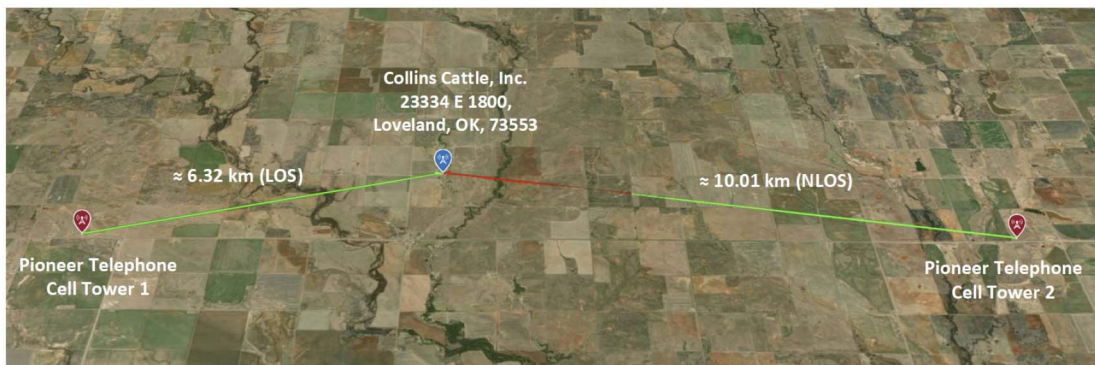 Collins Cattle, Inc.
23334 E 1800,
Loveland, OK, 73553
≈ 6.32 km (LOS)
≈ 10.01 km (NLOS)
Pioneer Telephone
Cell Tower 1
Pioneer Telephone
Cell Tower 2